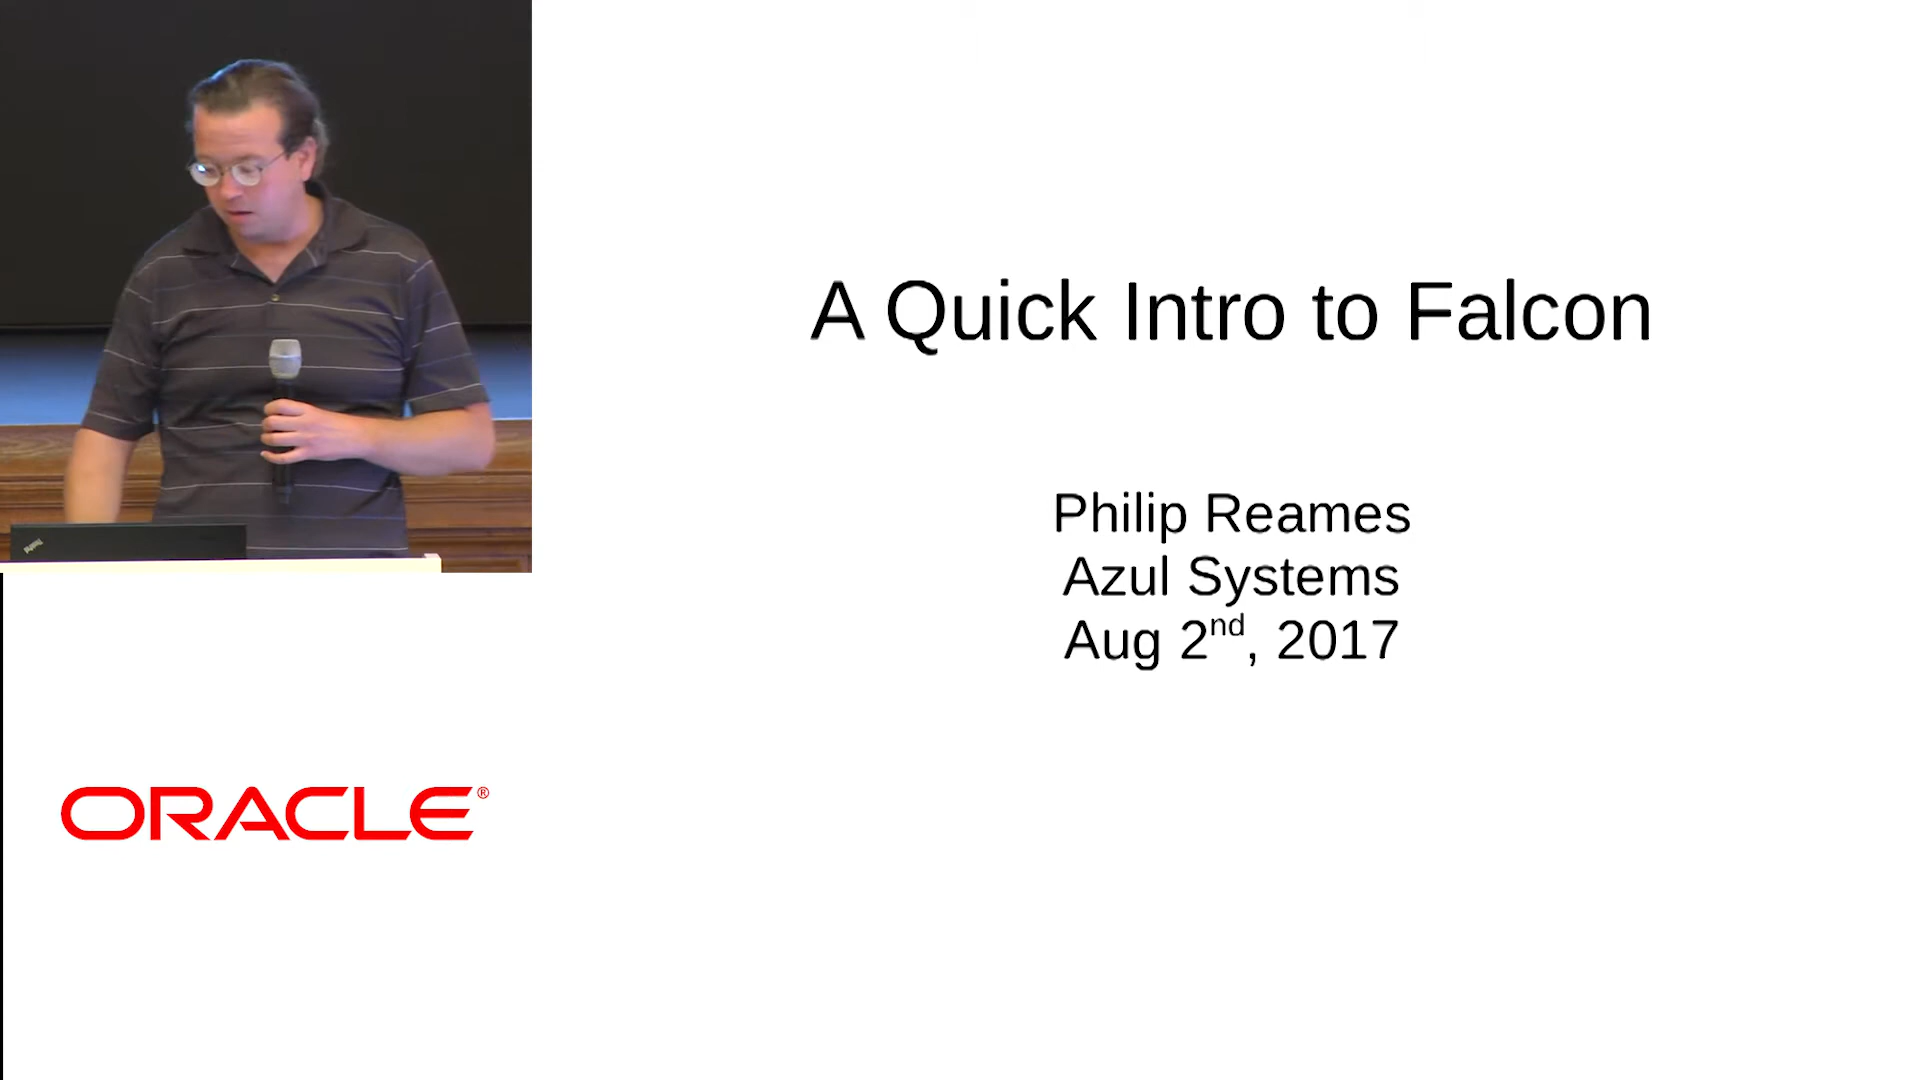 A Quick Intro to Falcon
Philip Reames
Azul Systems
Aug 2nd, 2017
ORACLE®